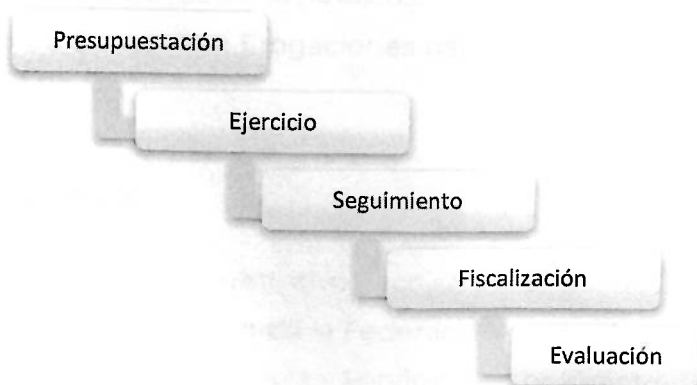 Presupuestación
Ejercicio
Seguimiento
Fiscalización
Evaluación